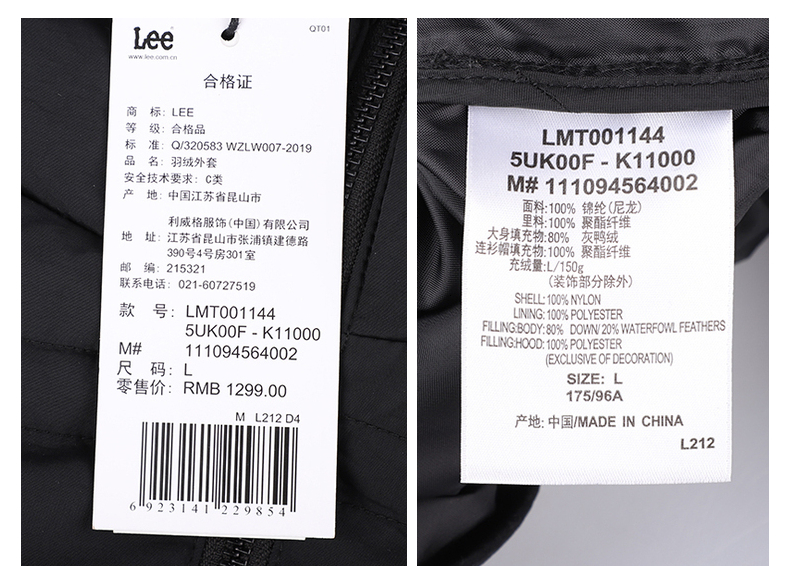 Lee
www.lee.com.cn
QT01
合格证
商 标: LEE
等 级: 合格品
标 准: Q/320583 WZLW007-2019
品 名: 羽绒外套
安全技术要求: C类
产 地: 中国江苏省昆山市
利威格服饰(中国)有限公司
地 址: 江苏省昆山市张浦镇建德路
390号4号房301室
邮 编: 215321
联系电话: 021-60727519
款 号: LMT001144
5UK00F - K11000
M# 111094564002
尺 码: L
零售价: RMB 1299.00
M L212 D4
6 923141 229854
LMT001144
5UK00F - K11000
M# 111094564002
面料: 100% 锦纶(尼龙)
里料: 100% 聚酯纤维
大身填充物: 80% 灰鸭绒
连衫帽填充物: 100% 聚酯纤维
充绒量: L/150g
(装饰部分除外)
SHELL: 100% NYLON
LINING: 100% POLYESTER
FILLING:BODY: 80% DOWN/ 20% WATERFOWL FEATHERS
FILLING:HOOD: 100% POLYESTER
(EXCLUSIVE OF DECORATION)
SIZE: L
175/96A
产地: 中国/MADE IN CHINA
L212